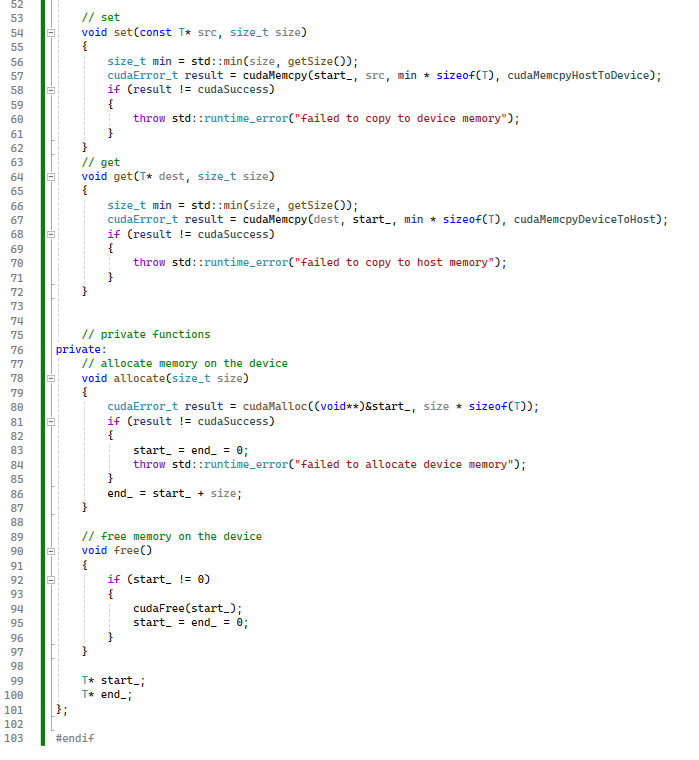 52
53 // set
54 void set(const T* src, size_t size)
55 {
56 size_t min = std::min(size, getSize());
57 cudaError_t result = cudaMemcpy(start_, src, min * sizeof(T), cudaMemcpyHostToDevice);
58 if (result != cudaSuccess)
59 {
60 throw std::runtime_error("failed to copy to device memory");
61 }
62 }
63 // get
64 void get(T* dest, size_t size)
65 {
66 size_t min = std::min(size, getSize());
67 cudaError_t result = cudaMemcpy(dest, start_, min * sizeof(T), cudaMemcpyDeviceToHost);
68 if (result != cudaSuccess)
69 {
70 throw std::runtime_error("failed to copy to host memory");
71 }
72 }
73
74
75 // private functions
76 private:
77 // allocate memory on the device
78 void allocate(size_t size)
79 {
80 cudaError_t result = cudaMalloc((void**)&start_, size * sizeof(T));
81 if (result != cudaSuccess)
82 {
83 start_ = end_ = 0;
84 throw std::runtime_error("failed to allocate device memory");
85 }
86 end_ = start_ + size;
87 }
88
89 // free memory on the device
90 void free()
91 {
92 if (start_ != 0)
93 {
94 cudaFree(start_);
95 start_ = end_ = 0;
96 }
97 }
98
99 T* start_;
100 T* end_;
101 };
102
103 #endif